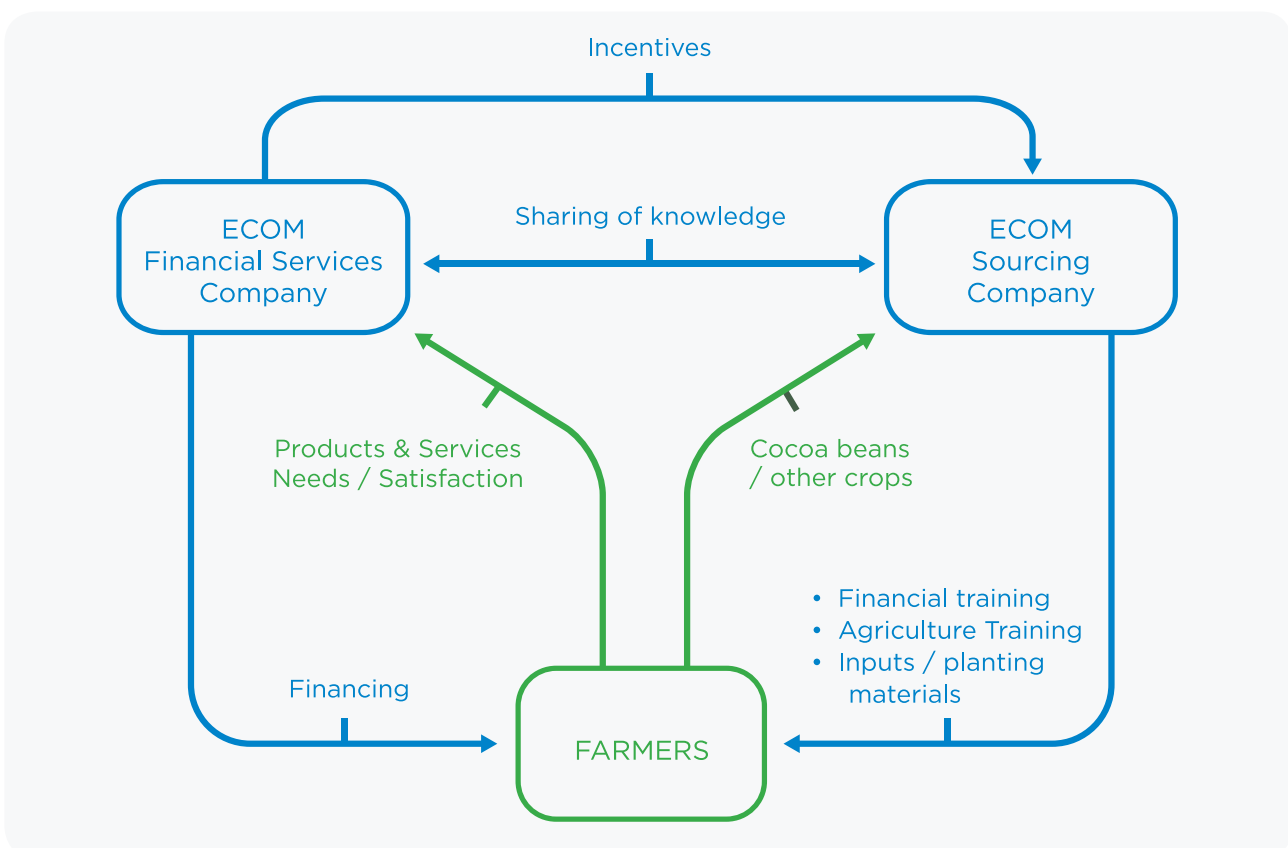 Incentives
ECOM
Financial Services
Company
Sharing of knowledge
ECOM
Sourcing
Company
Products & Services
Needs / Satisfaction
Cocoa beans
/ other crops
• Financial training
• Agriculture Training
• Inputs / planting
materials
Financing
FARMERS